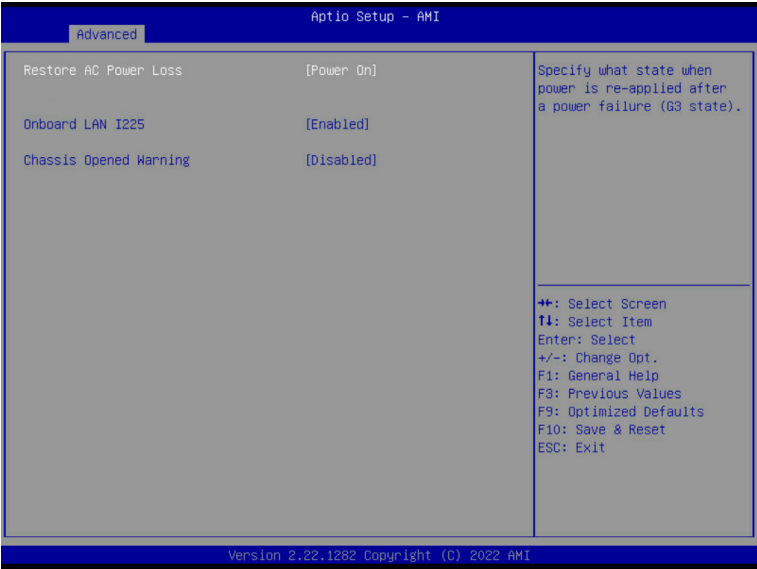 Aptio Setup – AMI
Advanced
Restore AC Power Loss [Power On]
Onboard LAN I225 [Enabled]
Chassis Opened Warning [Disabled]
Specify what state when
power is re-applied after
a power failure (G3 state).
→←: Select Screen
↑↓: Select Item
Enter: Select
+/-: Change Opt.
F1: General Help
F3: Previous Values
F9: Optimized Defaults
F10: Save & Reset
ESC: Exit
Version 2.22.1282 Copyright (C) 2022 AMI